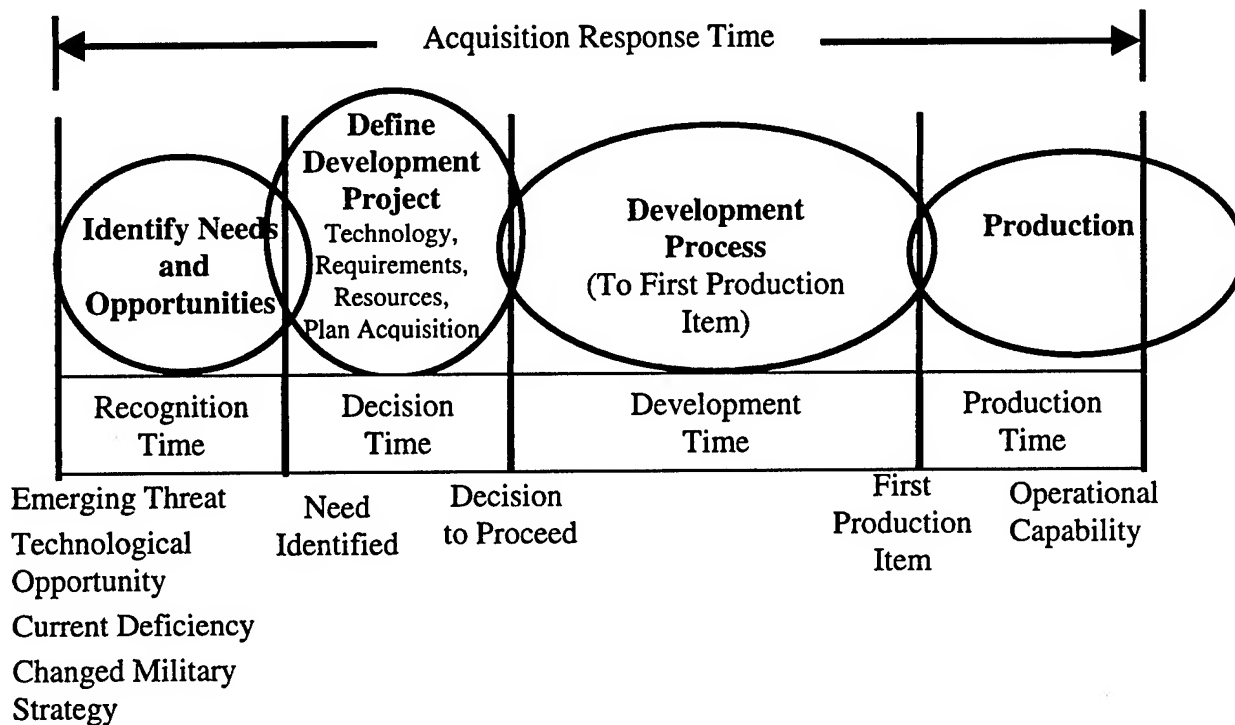 Acquisition Response Time
Identify Needs
and
Opportunities
Define
Development
Project
Technology,
Requirements,
Resources,
Plan Acquisition
Development
Process
(To First Production
Item)
Production
Recognition
Time
Decision
Time
Development
Time
Production
Time
Emerging Threat
Technological
Opportunity
Current Deficiency
Changed Military
Strategy
Need
Identified
Decision
to Proceed
First
Production
Item
Operational
Capability